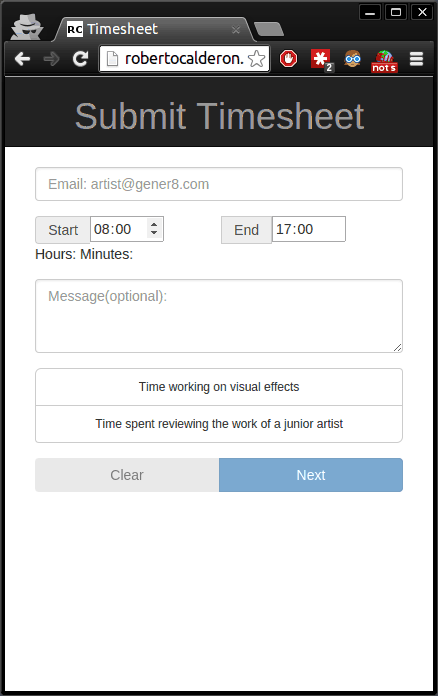 RC Timesheet
robertocalderon.
2
not s
Submit Timesheet
Email: artist@gener8.com
Start 08:00 End 17:00
Hours: Minutes:
Message(optional):
Time working on visual effects
Time spent reviewing the work of a junior artist
Clear Next